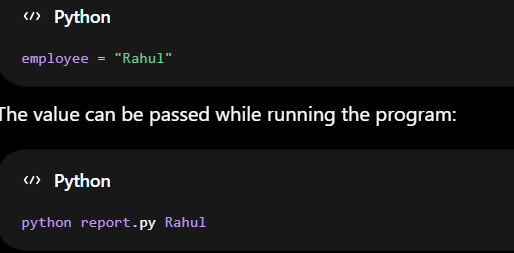 </> Python
employee = "Rahul"
The value can be passed while running the program:
</> Python
python report.py Rahul